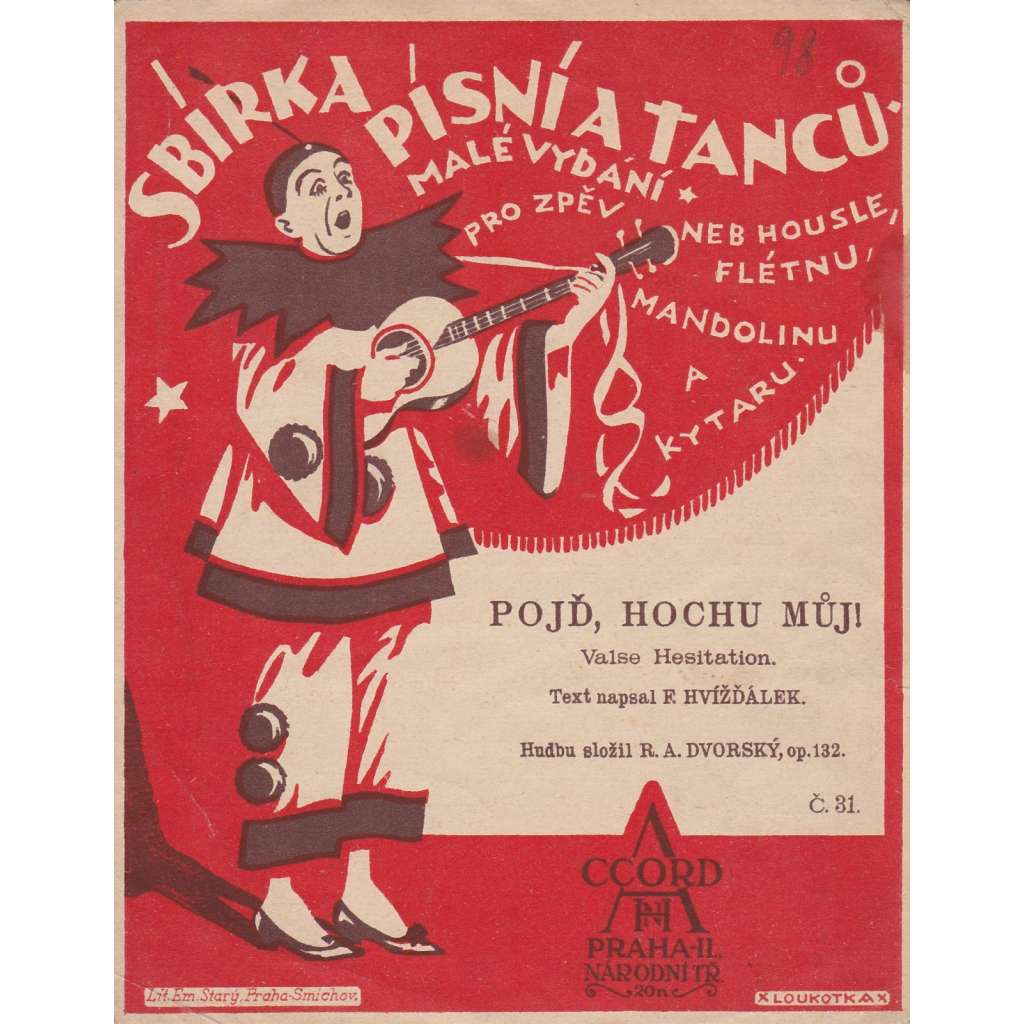 98
SBÍRKA PÍSNÍ A TANCŮ.
MALÉ VYDÁNÍ
PRO ZPĚV NEB HOUSLE,
FLÉTNU,
MANDOLINU
A
KYTARU.
POJĎ, HOCHU MŮJ!
Valse Hesitation.
Text napsal F. HVÍŽĎÁLEK.
Hudbu složil R. A. DVORSKÝ, op. 132.
Č. 31.
ACCORD
PRAHA-II.,
NÁRODNÍ TŘ.
20n
Lit. Em. Starý, Praha-Smíchov.
×LOUKOTKA×